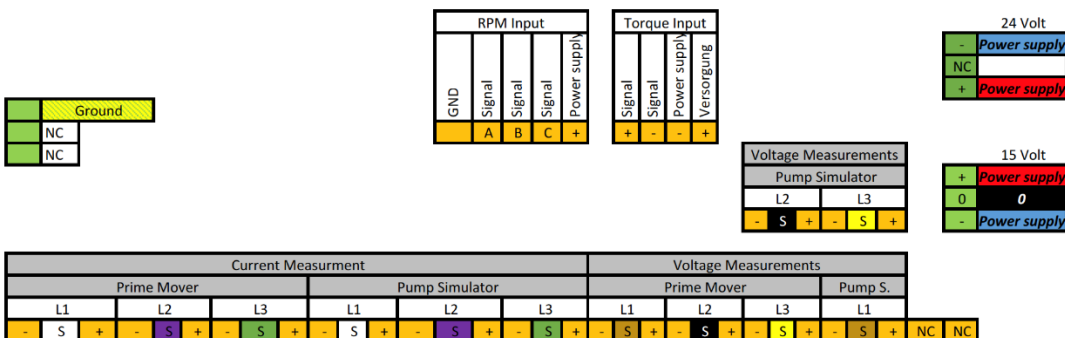 RPM Input
GND Signal Signal Signal Power supply
A B C +
Torque Input
Signal Signal Power supply Versorgung
+ - - +
24 Volt
- Power supply
NC
+ Power supply
Ground
NC
NC
Voltage Measurements
Pump Simulator
L2 L3
- S + - S +
15 Volt
+ Power supply
0 0
- Power supply
Current Measurment Voltage Measurements
Prime Mover Pump Simulator Prime Mover Pump S.
L1 L2 L3 L1 L2 L3 L1 L2 L3 L1
- S + - S + - S + - S + - S + - S + - S + - S + - S + - S + NC NC